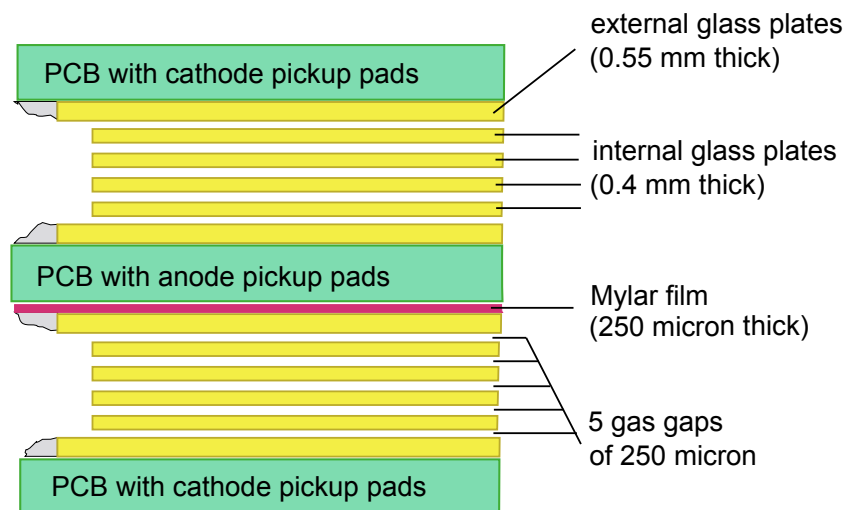 external glass plates
(0.55 mm thick)
PCB with cathode pickup pads
internal glass plates
(0.4 mm thick)
PCB with anode pickup pads
Mylar film
(250 micron thick)
5 gas gaps
of 250 micron
PCB with cathode pickup pads